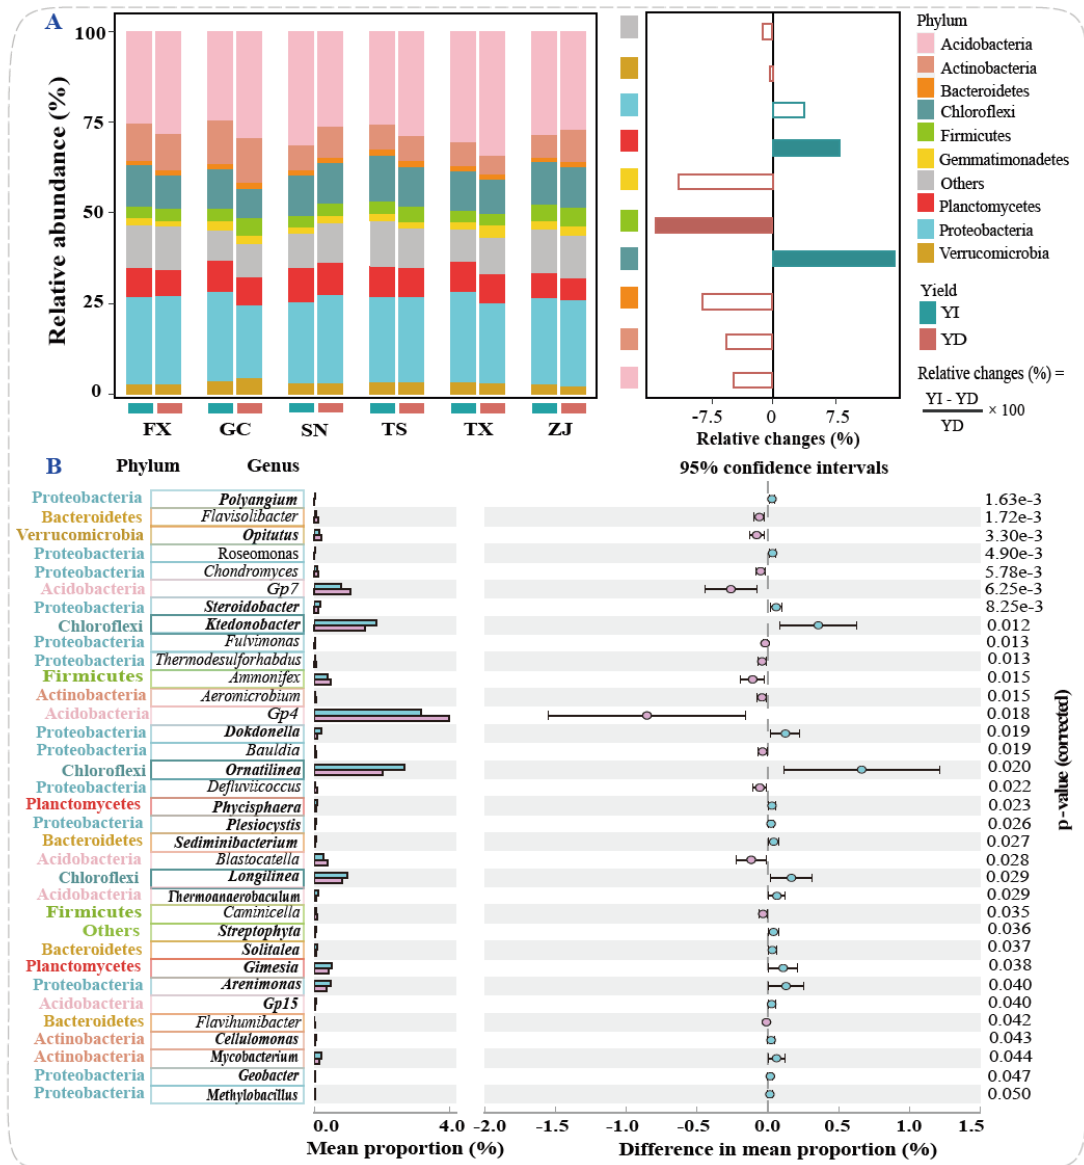 A
Relative abundance (%)
100
75
50
25
0
FX GC SN TS TX ZJ
-7.5 0 7.5
Relative changes (%)
Phylum
Acidobacteria
Actinobacteria
Bacteroidetes
Chloroflexi
Firmicutes
Gemmatimonadetes
Others
Planctomycetes
Proteobacteria
Verrucomicrobia
Yield
YI
YD
Relative changes (%) =
YI - YD
× 100
YD
B
Phylum Genus 95% confidence intervals
Proteobacteria Polyangium 1.63e-3
Bacteroidetes Flavisolibacter 1.72e-3
Verrucomicrobia Opitutus 3.30e-3
Proteobacteria Roseomonas 4.90e-3
Proteobacteria Chondromyces 5.78e-3
Acidobacteria Gp7 6.25e-3
Proteobacteria Steroidobacter 8.25e-3
Chloroflexi Ktedonobacter 0.012
Proteobacteria Fulvimonas 0.013
Proteobacteria Thermodesulforhabdus 0.013
Firmicutes Ammonifex 0.015
Actinobacteria Aeromicrobium 0.015
Acidobacteria Gp4 0.018
Proteobacteria Dokdonella 0.019
Proteobacteria Bauldia 0.019
Chloroflexi Ornatilinea 0.020
Proteobacteria Defluviicoccus 0.022
Planctomycetes Phycisphaera 0.023
Proteobacteria Plesiocystis 0.026
Bacteroidetes Sediminibacterium 0.027
Acidobacteria Blastocatella 0.028
Chloroflexi Longilinea 0.029
Acidobacteria Thermoanaerobaculum 0.029
Firmicutes Caminicella 0.035
Others Streptophyta 0.036
Bacteroidetes Solitalea 0.037
Planctomycetes Gimesia 0.038
Proteobacteria Arenimonas 0.040
Acidobacteria Gp15 0.040
Bacteroidetes Flavihumibacter 0.042
Actinobacteria Cellulomonas 0.043
Actinobacteria Mycobacterium 0.044
Proteobacteria Geobacter 0.047
Proteobacteria Methylobacillus 0.050
p-value (corrected)
0.0 4.0 -2.0 -1.5 -1.0 -0.5 0.0 0.5 1.0 1.5
Mean proportion (%) Difference in mean proportion (%)